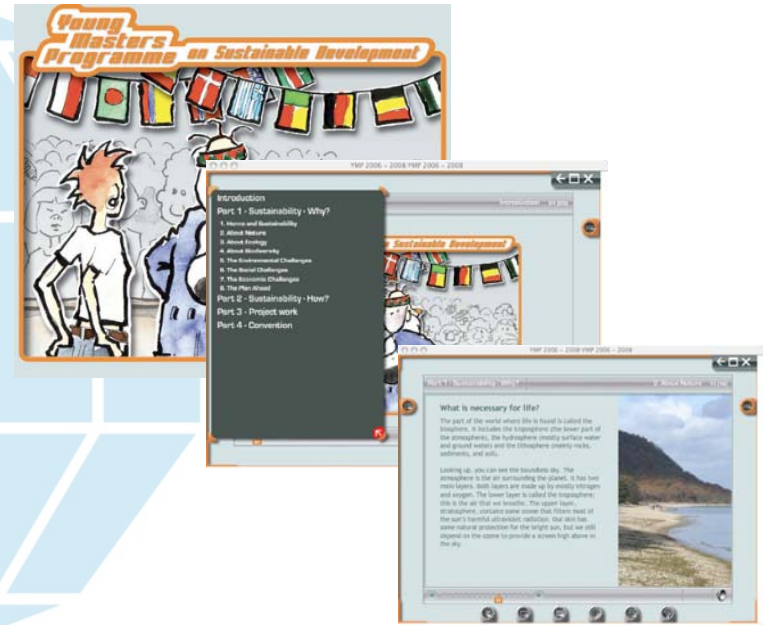 Young
Masters
Programme on Sustainable Development
YMP 2006 - 2008:YMP 2006 - 2008
Introduction
Introduction
Part 1 - Sustainability - Why?
1. Home and Sustainability
2. About Nature
3. About Ecology
4. About Biodiversity
5. The Environmental Challenges
6. The Social Challenges
7. The Economic Challenges
8. The Plan Ahead
Part 2 - Sustainability - How?
Part 3 - Project work
Part 4 - Convention
Sustainable Development
YMP 2006 - 2008:YMP 2006 - 2008
Part 1 - Sustainability - Why?
2. About Nature
What is necessary for life?
The part of the world where life is found is called the
biosphere. It includes the troposphere (the lower part of
the atmosphere), the hydrosphere (mostly surface water
and ground waters and the lithosphere (mainly rocks,
sediments, and soils.
Looking up, you can see the boundless sky. The
atmosphere is the air surrounding the planet. It has two
main layers. Both layers are made up by mostly nitrogen
and oxygen. The lower layer is called the troposphere;
this is the air that we breathe. The upper layer,
stratosphere, contains some ozone that filters most of
the sun's harmful ultraviolet radiation. Our skin has
some natural protection for the bright sun, but we still
depend on the ozone to provide a screen high above in
the sky.